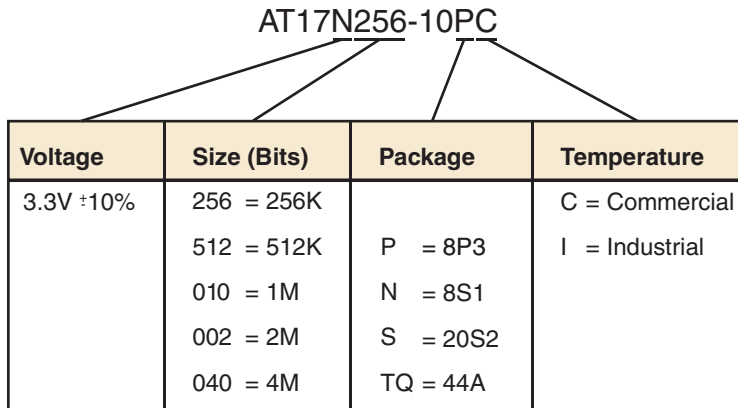 AT17N256-10PC
Voltage Size (Bits) Package Temperature
3.3V ±10% 256 = 256K C = Commercial
512 = 512K P = 8P3 I = Industrial
010 = 1M N = 8S1
002 = 2M S = 20S2
040 = 4M TQ = 44A